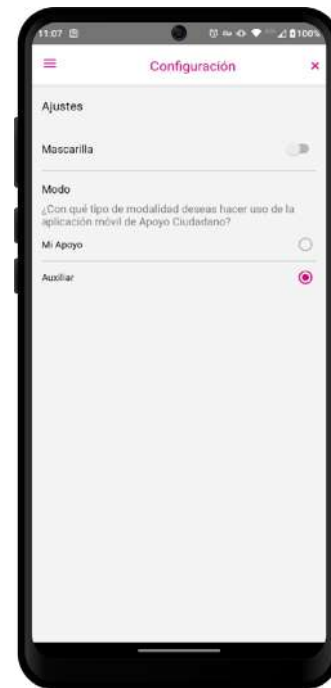 11:07
100%
Configuración
Ajustes
Mascarilla
Modo
¿Con qué tipo de modalidad deseas hacer uso de la
aplicación móvil de Apoyo Ciudadano?
Mi Apoyo
Auxiliar